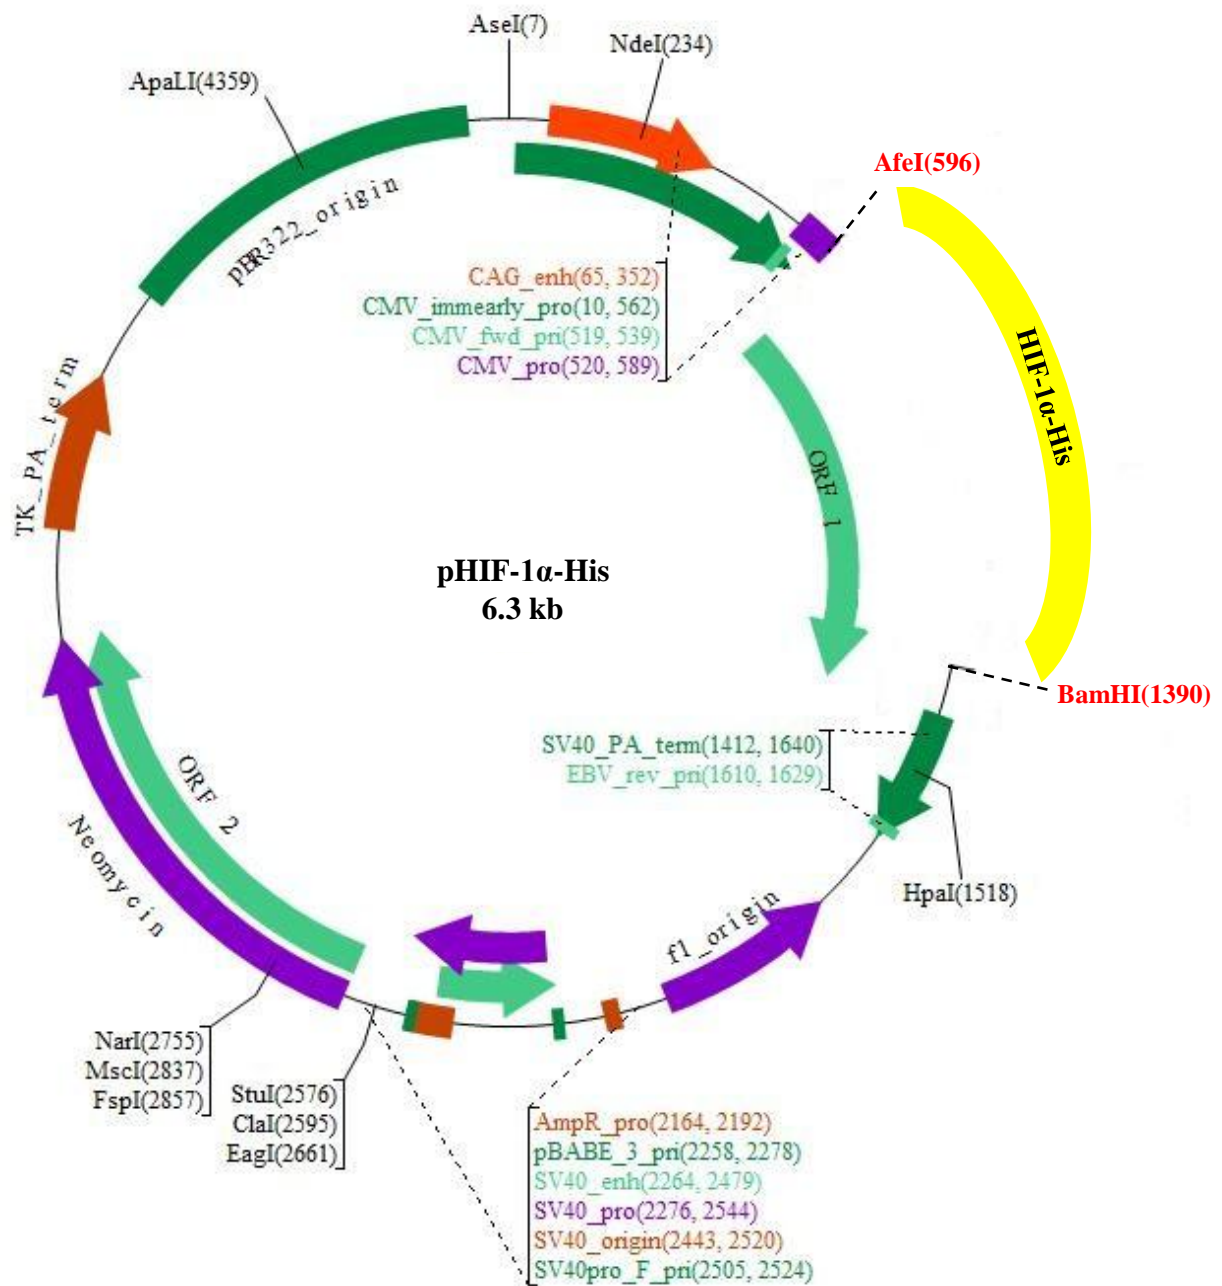 AseI(7)
NdeI(234)
ApaLI(4359)
AfeI(596)
pBR322_origin
CAG_enh(65, 352)
CMV_immearly_pro(10, 562)
CMV_fwd_pri(519, 539)
CMV_pro(520, 589)
HIF-1α-His
TK_PA_term
ORF 1
pHIF-1α-His
6.3 kb
BamHI(1390)
SV40_PA_term(1412, 1640)
EBV_rev_pri(1610, 1629)
ORF 2
Neomycin
HpaI(1518)
f1_origin
NarI(2755)
MscI(2837)
FspI(2857)
StuI(2576)
ClaI(2595)
EagI(2661)
AmpR_pro(2164, 2192)
pBABE_3_pri(2258, 2278)
SV40_enh(2264, 2479)
SV40_pro(2276, 2544)
SV40_origin(2443, 2520)
SV40pro_F_pri(2505, 2524)